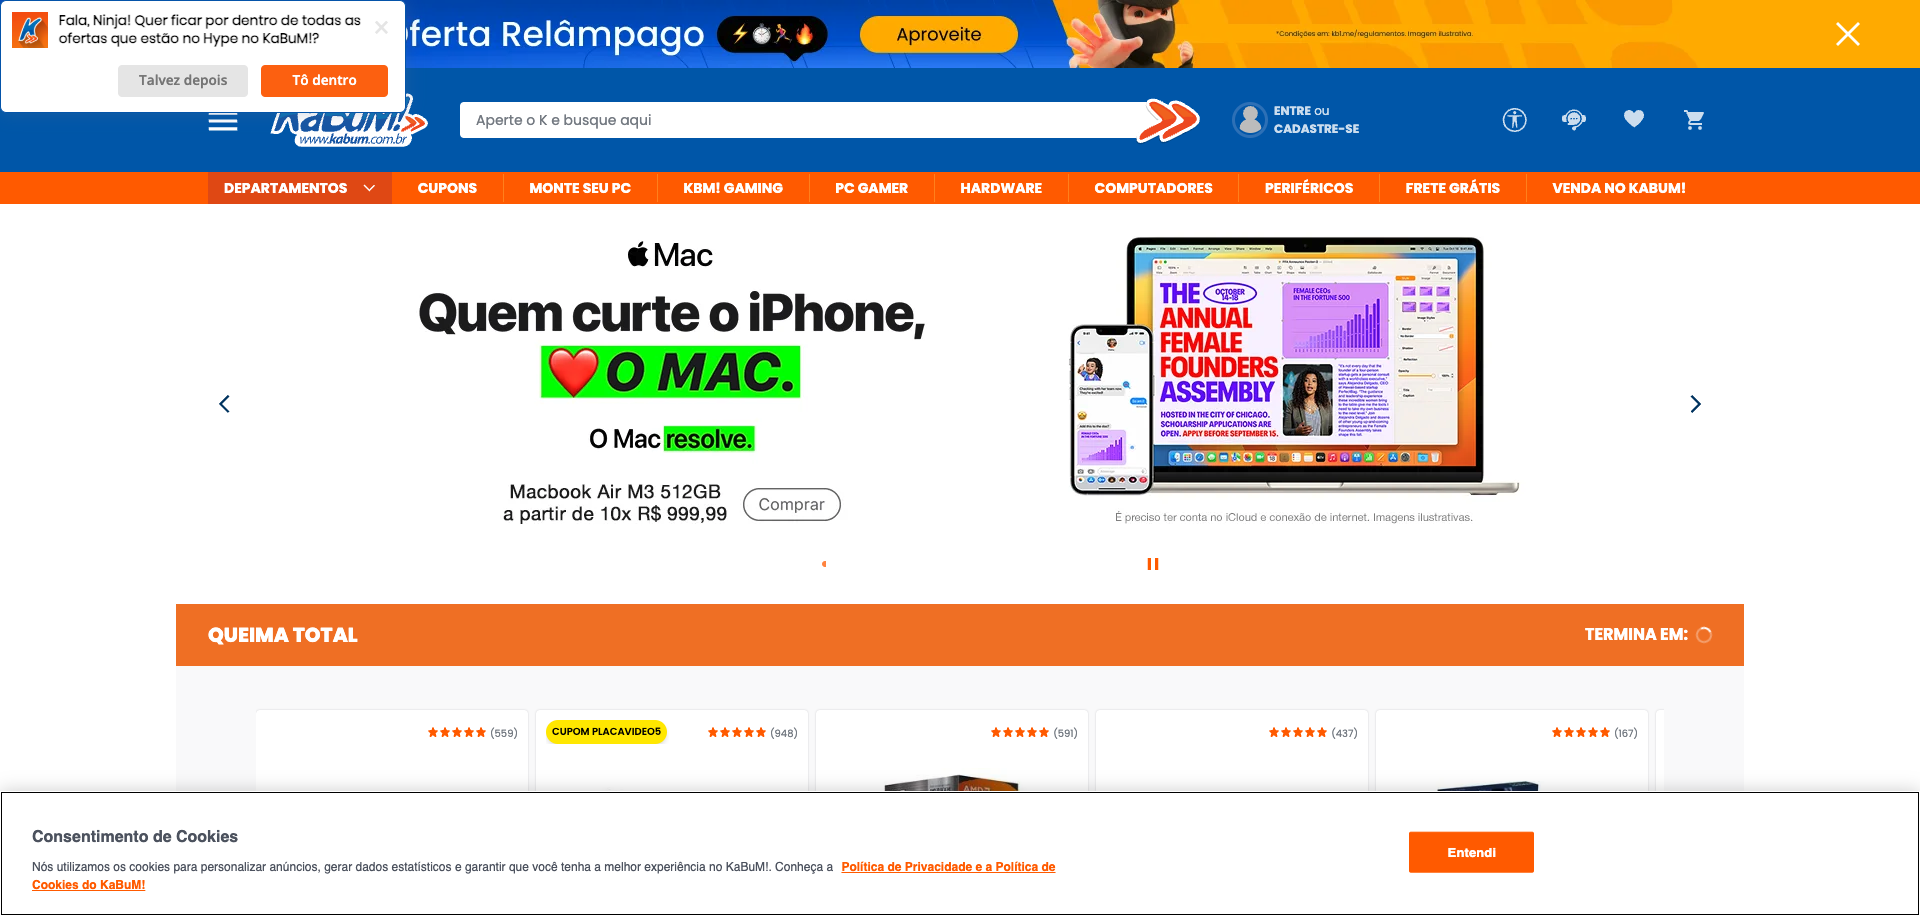 Fala, Ninja! Quer ficar por dentro de todas as
ofertas que estão no Hype no KaBuM!?
Talvez depois
Tô dentro
ferta Relâmpago
Aproveite
*Condições em: kbl.me/regulamentos. Imagem ilustrativa.
KaBuM!
www.kabum.com.br
Aperte o K e busque aqui
ENTRE ou
CADASTRE-SE
DEPARTAMENTOS
CUPONS
MONTE SEU PC
KBM! GAMING
PC GAMER
HARDWARE
COMPUTADORES
PERIFÉRICOS
FRETE GRÁTIS
VENDA NO KABUM!
Mac
Quem curte o iPhone,
O MAC.
O Mac resolve.
Macbook Air M3 512GB
a partir de 10x R$ 999,99
Comprar
THE
OCTOBER
14-18
ANNUAL
FEMALE
FOUNDERS
ASSEMBLY
HOSTED IN THE CITY OF CHICAGO.
SCHOLARSHIP APPLICATIONS ARE
OPEN. APPLY BEFORE SEPTEMBER 15.
FEMALE CEOs
IN THE FORTUNE 500
É preciso ter conta no iCloud e conexão de internet. Imagens ilustrativas.
QUEIMA TOTAL
TERMINA EM:
(559)
CUPOM PLACAVIDEO5
(948)
(591)
(437)
(167)
AMD
Consentimento de Cookies
Nós utilizamos os cookies para personalizar anúncios, gerar dados estatísticos e garantir que você tenha a melhor experiência no KaBuM!. Conheça a Política de Privacidade e a Política de
Cookies do KaBuM!
Entendi